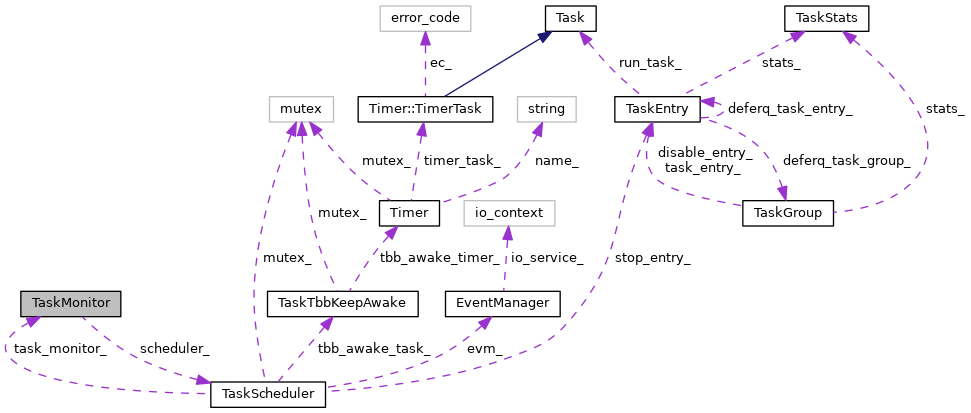 error_code
Task
TaskStats
ec_
run_task_
stats_
mutex
Timer::TimerTask
string
TaskEntry
deferq_task_entry_
stats_
mutex_
timer_task_
name_
disable_entry_
task_entry_
deferq_task_group_
Timer
io_context
TaskGroup
mutex_
mutex_
tbb_awake_timer_
io_service_
stop_entry_
TaskMonitor
TaskTbbKeepAwake
EventManager
task_monitor_
scheduler_
tbb_awake_task_
evm_
TaskScheduler